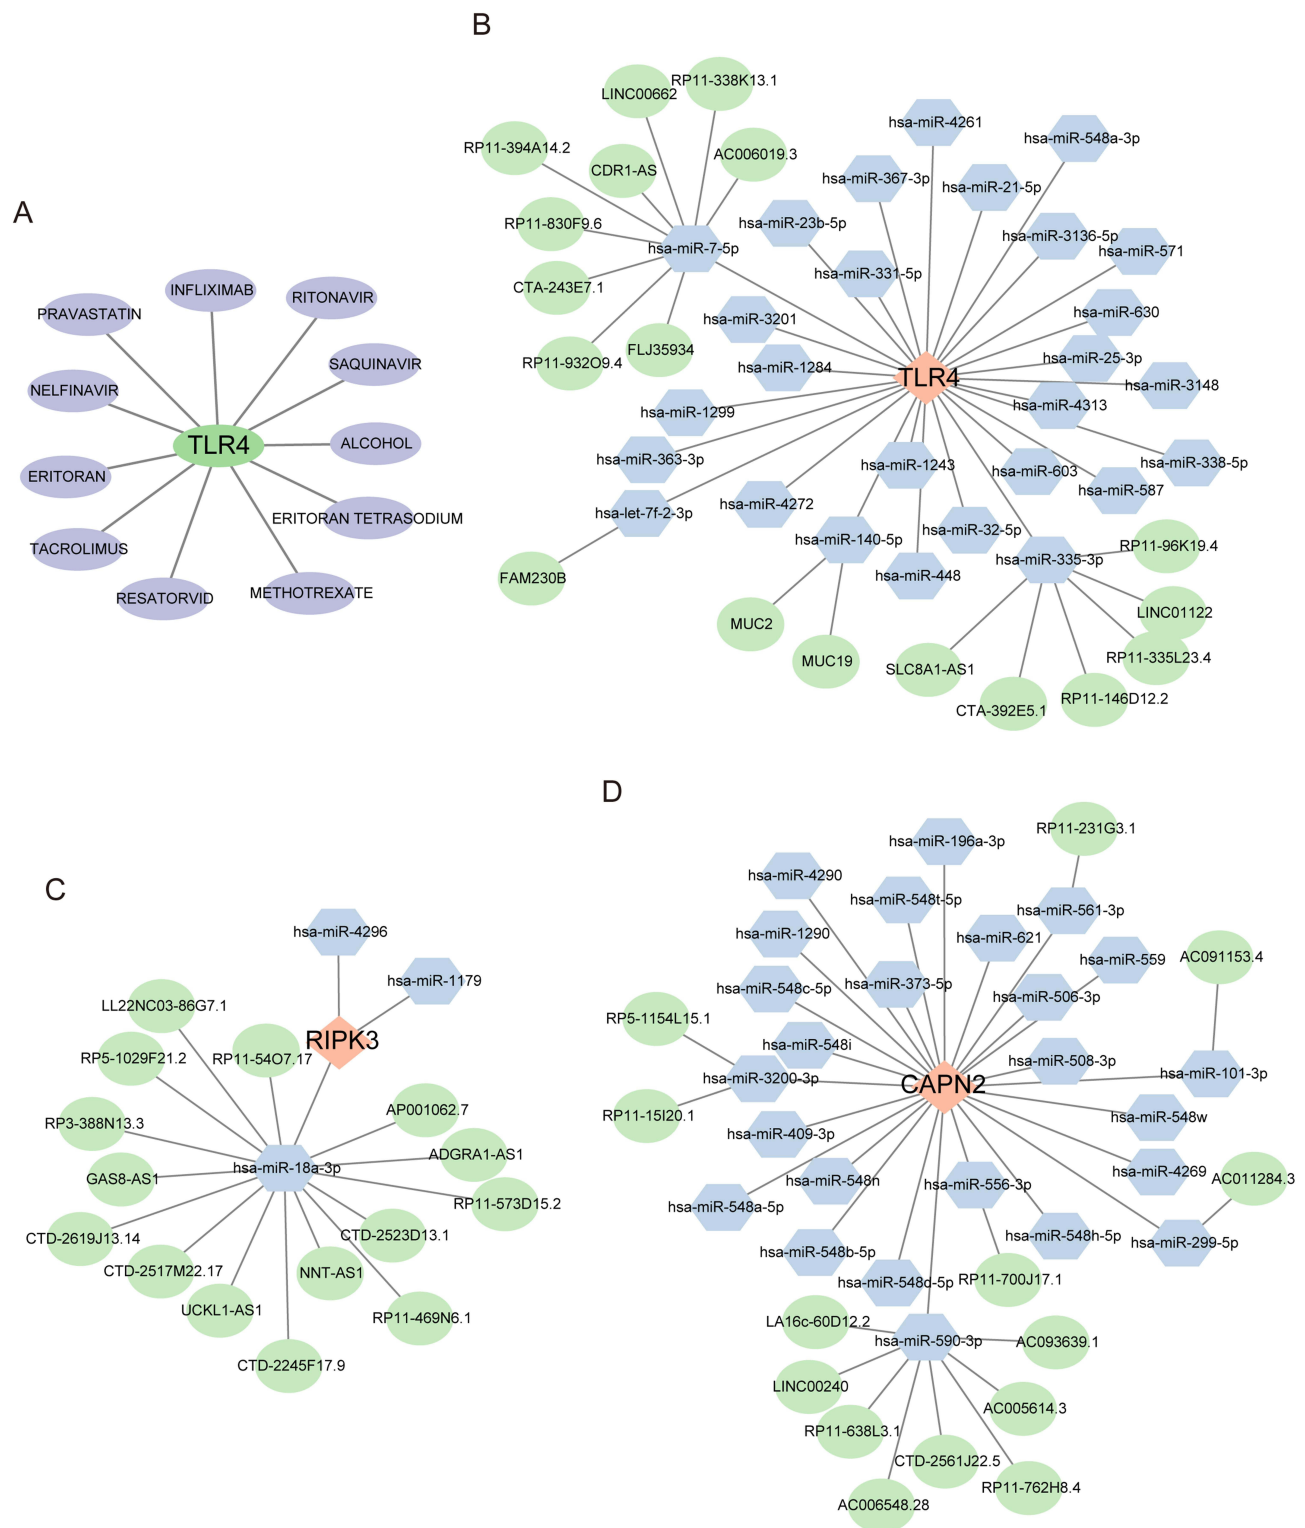 A
INFLIXIMAB
RITONAVIR
PRAVASTATIN
SAQUINAVIR
NELFINAVIR
TLR4
ALCOHOL
ERITORAN
ERITORAN TETRASODIUM
TACROLIMUS
RESATORVID
METHOTREXATE
B
RP11-338K13.1
LINC00662
RP11-394A14.2
AC006019.3
CDR1-AS
RP11-830F9.6
hsa-miR-7-5p
CTA-243E7.1
FLJ35934
RP11-932O9.4
hsa-miR-4261
hsa-miR-548a-3p
hsa-miR-367-3p
hsa-miR-21-5p
hsa-miR-23b-5p
hsa-miR-3136-5p
hsa-miR-571
hsa-miR-331-5p
hsa-miR-3201
hsa-miR-630
hsa-miR-25-3p
hsa-miR-1284
TLR4
hsa-miR-3148
hsa-miR-4313
hsa-miR-1299
hsa-miR-363-3p
hsa-miR-1243
hsa-miR-603
hsa-miR-338-5p
hsa-miR-587
hsa-miR-4272
hsa-let-7f-2-3p
hsa-miR-32-5p
hsa-miR-140-5p
hsa-miR-335-3p
RP11-96K19.4
hsa-miR-448
FAM230B
LINC01122
MUC2
RP11-335L23.4
MUC19
SLC8A1-AS1
RP11-146D12.2
CTA-392E5.1
C
hsa-miR-4296
hsa-miR-1179
LL22NC03-86G7.1
RIPK3
RP11-54O7.17
RP5-1029F21.2
AP001062.7
RP3-388N13.3
ADGRA1-AS1
hsa-miR-18a-3p
GAS8-AS1
RP11-573D15.2
CTD-2523D13.1
CTD-2619J13.14
CTD-2517M22.17
NNT-AS1
UCKL1-AS1
RP11-469N6.1
CTD-2245F17.9
D
RP11-231G3.1
hsa-miR-196a-3p
hsa-miR-4290
hsa-miR-548t-5p
hsa-miR-561-3p
hsa-miR-1290
hsa-miR-621
hsa-miR-559
AC091153.4
hsa-miR-373-5p
hsa-miR-548c-5p
hsa-miR-506-3p
RP5-1154L15.1
hsa-miR-548i
hsa-miR-508-3p
hsa-miR-101-3p
hsa-miR-3200-3p
CAPN2
RP11-15I20.1
hsa-miR-548w
hsa-miR-409-3p
hsa-miR-4269
AC011284.3
hsa-miR-548n
hsa-miR-556-3p
hsa-miR-548a-5p
hsa-miR-548h-5p
hsa-miR-299-5p
hsa-miR-548b-5p
RP11-700J17.1
hsa-miR-548d-5p
LA16c-60D12.2
hsa-miR-590-3p
AC093639.1
LINC00240
AC005614.3
RP11-638L3.1
CTD-2561J22.5
RP11-762H8.4
AC006548.28